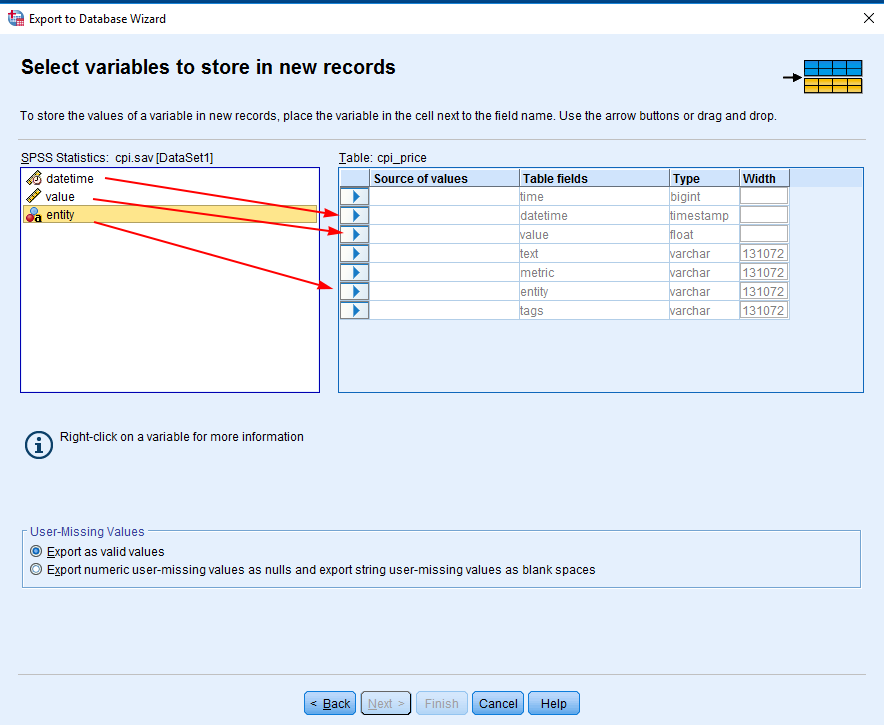 Export to Database Wizard
Select variables to store in new records
To store the values of a variable in new records, place the variable in the cell next to the field name. Use the arrow buttons or drag and drop.
SPSS Statistics: cpi.sav [DataSet1]
datetime
value
entity
Table: cpi_price
Source of values Table fields Type Width
time bigint
datetime timestamp
value float
text varchar 131072
metric varchar 131072
entity varchar 131072
tags varchar 131072
Right-click on a variable for more information
User-Missing Values
Export as valid values
Export numeric user-missing values as nulls and export string user-missing values as blank spaces
< Back Next > Finish Cancel Help